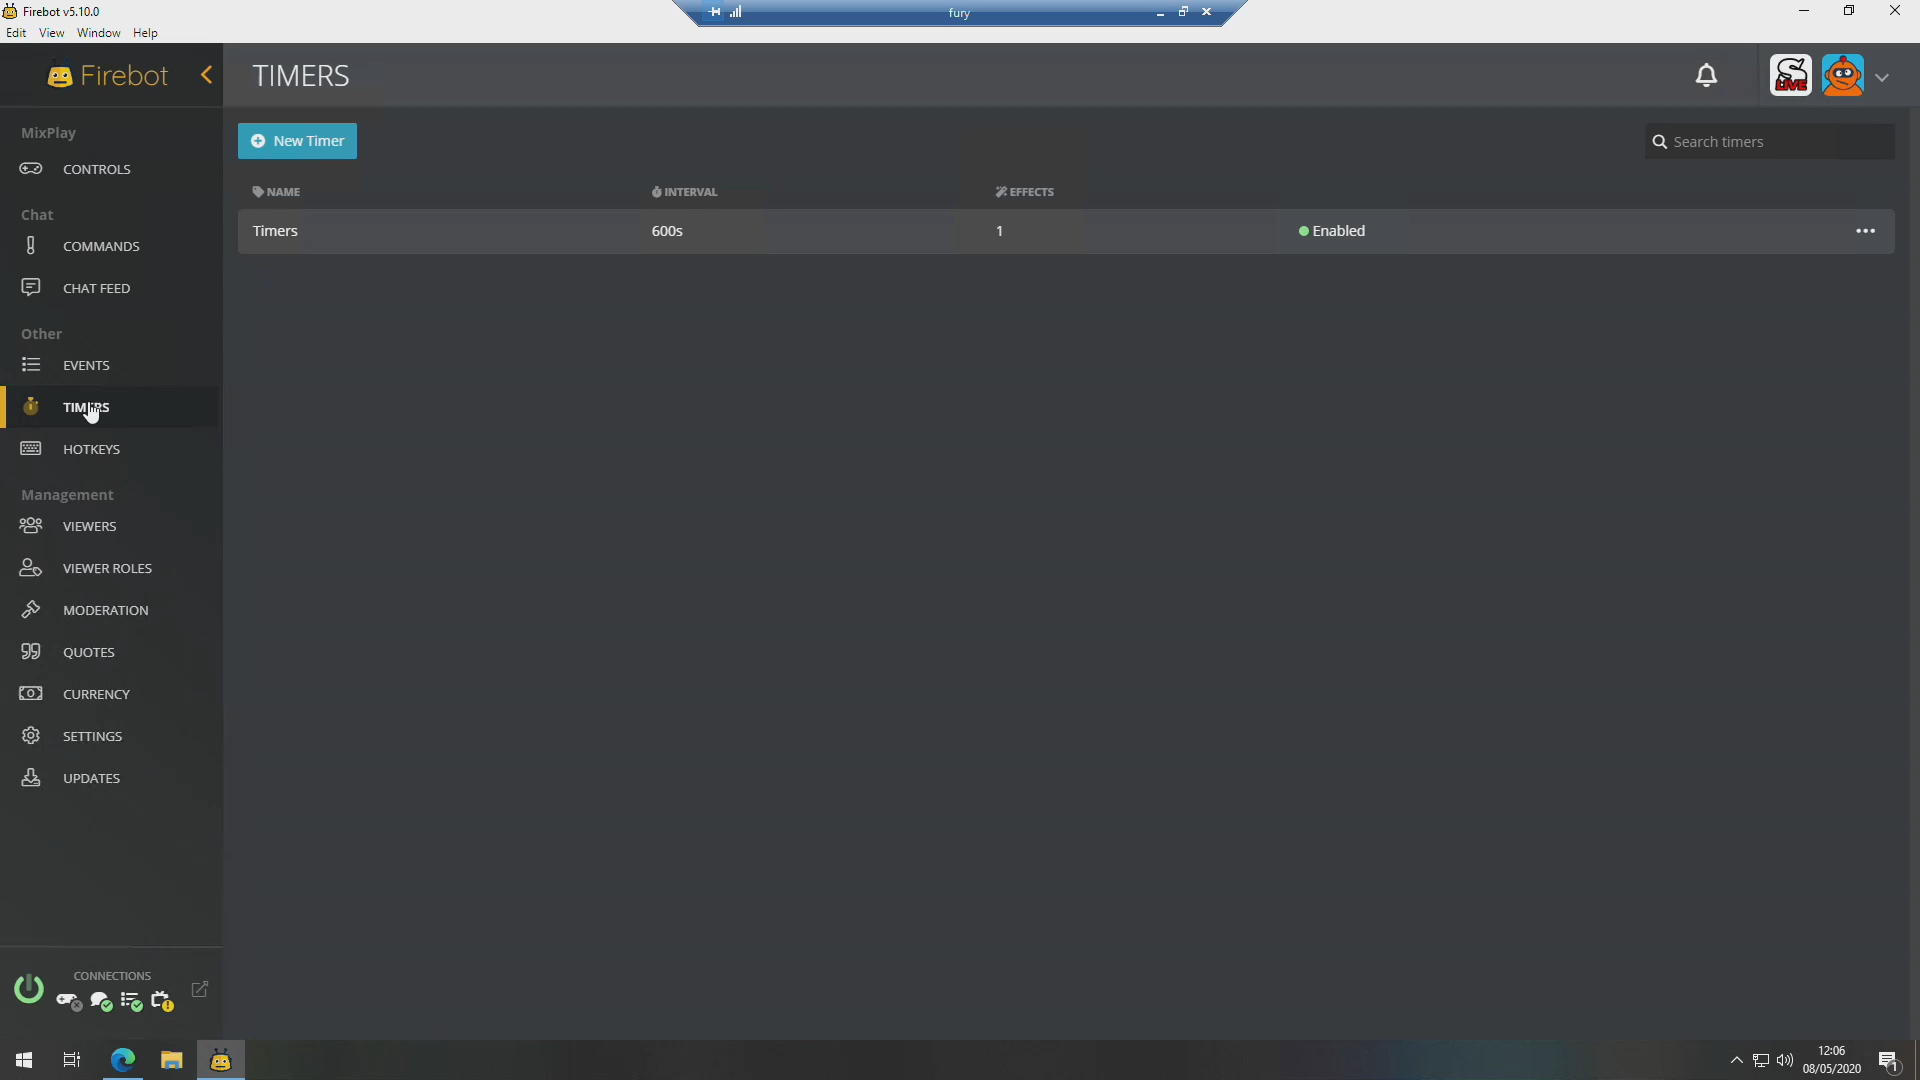 Firebot v5.10.0
fury
Edit View Window Help
Firebot
TIMERS
LIVE
MixPlay
CONTROLS
Chat
COMMANDS
CHAT FEED
Other
EVENTS
TIMERS
HOTKEYS
Management
VIEWERS
VIEWER ROLES
MODERATION
QUOTES
CURRENCY
SETTINGS
UPDATES
New Timer
Search timers
NAME INTERVAL EFFECTS
Timers 600s 1 Enabled
CONNECTIONS
12:06
08/05/2020
1